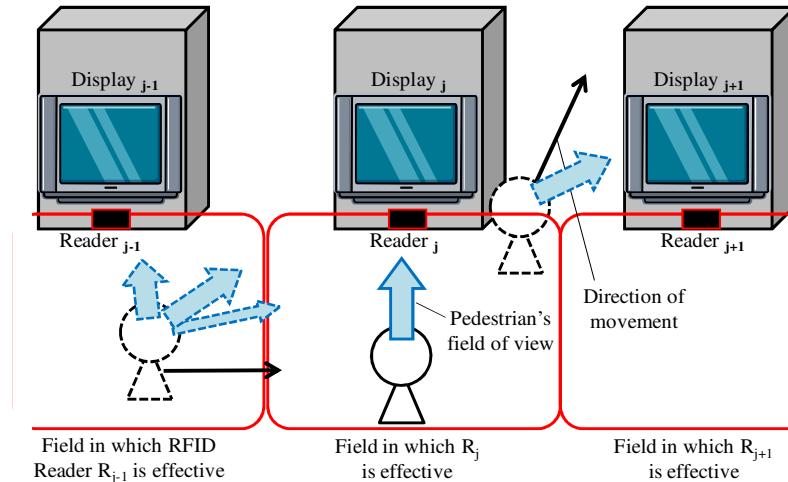 Display j-1
Display j
Display j+1
Reader j-1
Reader j
Reader j+1
Direction of
movement
Pedestrian's
field of view
Field in which RFID
Reader Rj-1 is effective
Field in which Rj
is effective
Field in which Rj+1
is effective